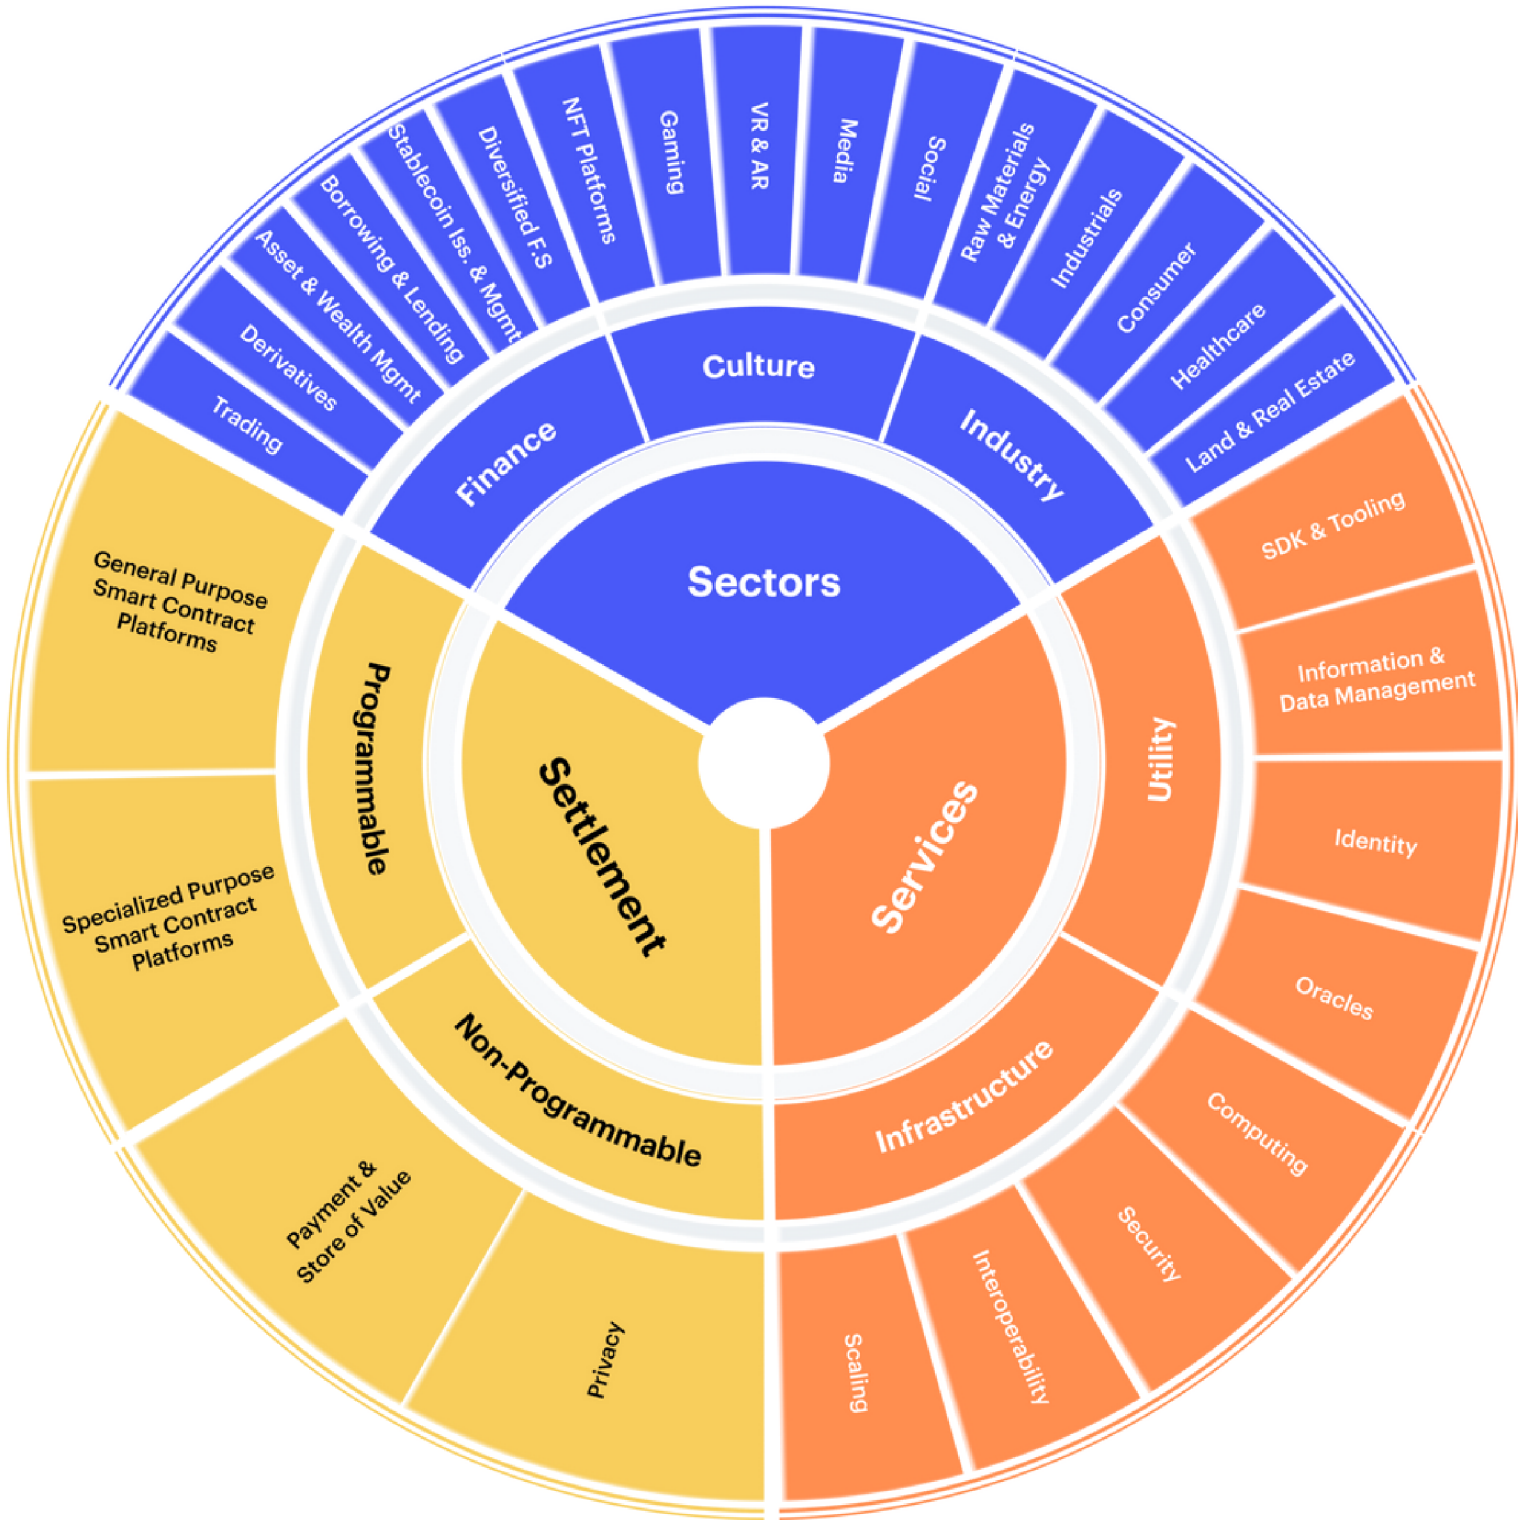 Sectors
Finance
Culture
Industry
Trading
Derivatives
Asset & Wealth Mgmt
Borrowing & Lending
Stablecoin Iss. & Mgmt
Diversified F.S
NFT Platforms
Gaming
VR & AR
Media
Social
Raw Materials
& Energy
Industrials
Consumer
Healthcare
Land & Real Estate
Services
Utility
Infrastructure
SDK & Tooling
Information &
Data Management
Identity
Oracles
Computing
Security
Interoperability
Scaling
Settlement
Programmable
Non-Programmable
General Purpose
Smart Contract
Platforms
Specialized Purpose
Smart Contract
Platforms
Payment &
Store of Value
Privacy